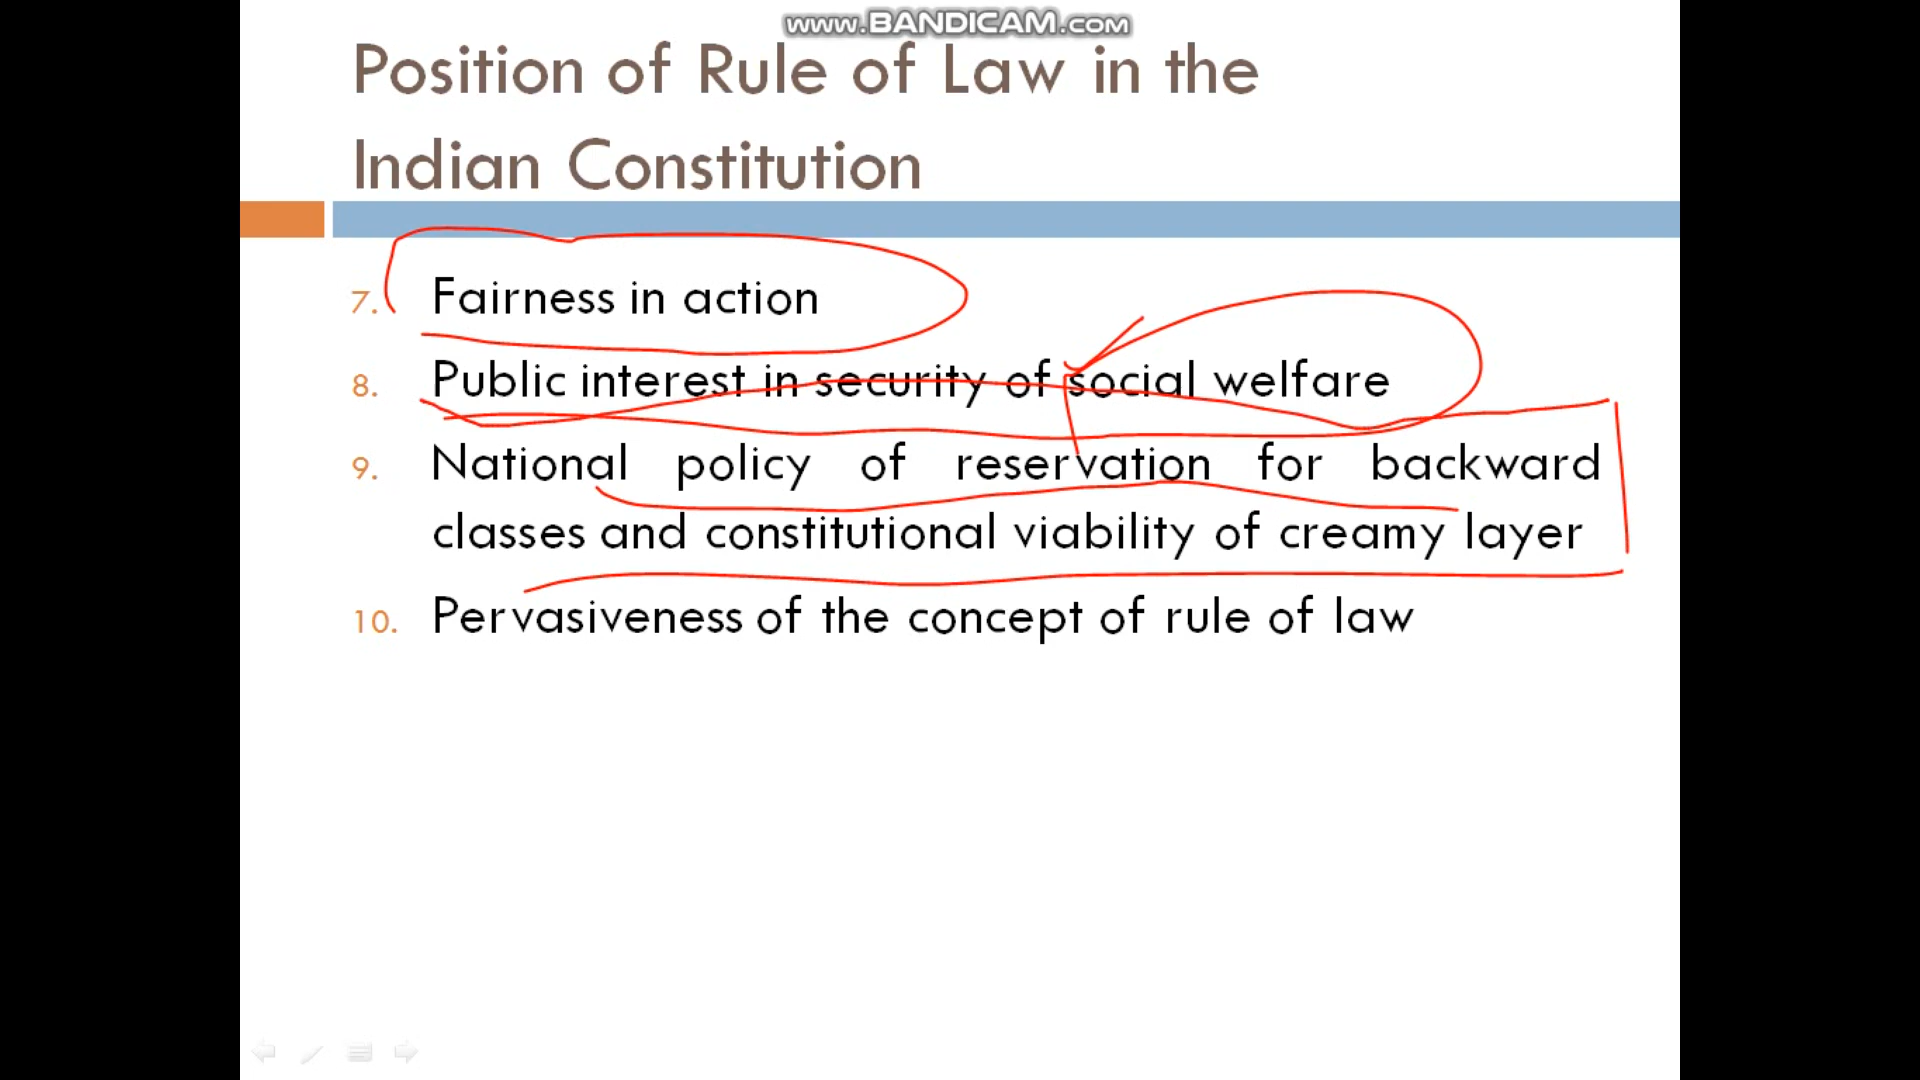 www.BANDICAM.com
Position of Rule of Law in the
Indian Constitution
7. Fairness in action
8. Public interest in security of social welfare
9. National policy of reservation for backward
classes and constitutional viability of creamy layer
10. Pervasiveness of the concept of rule of law